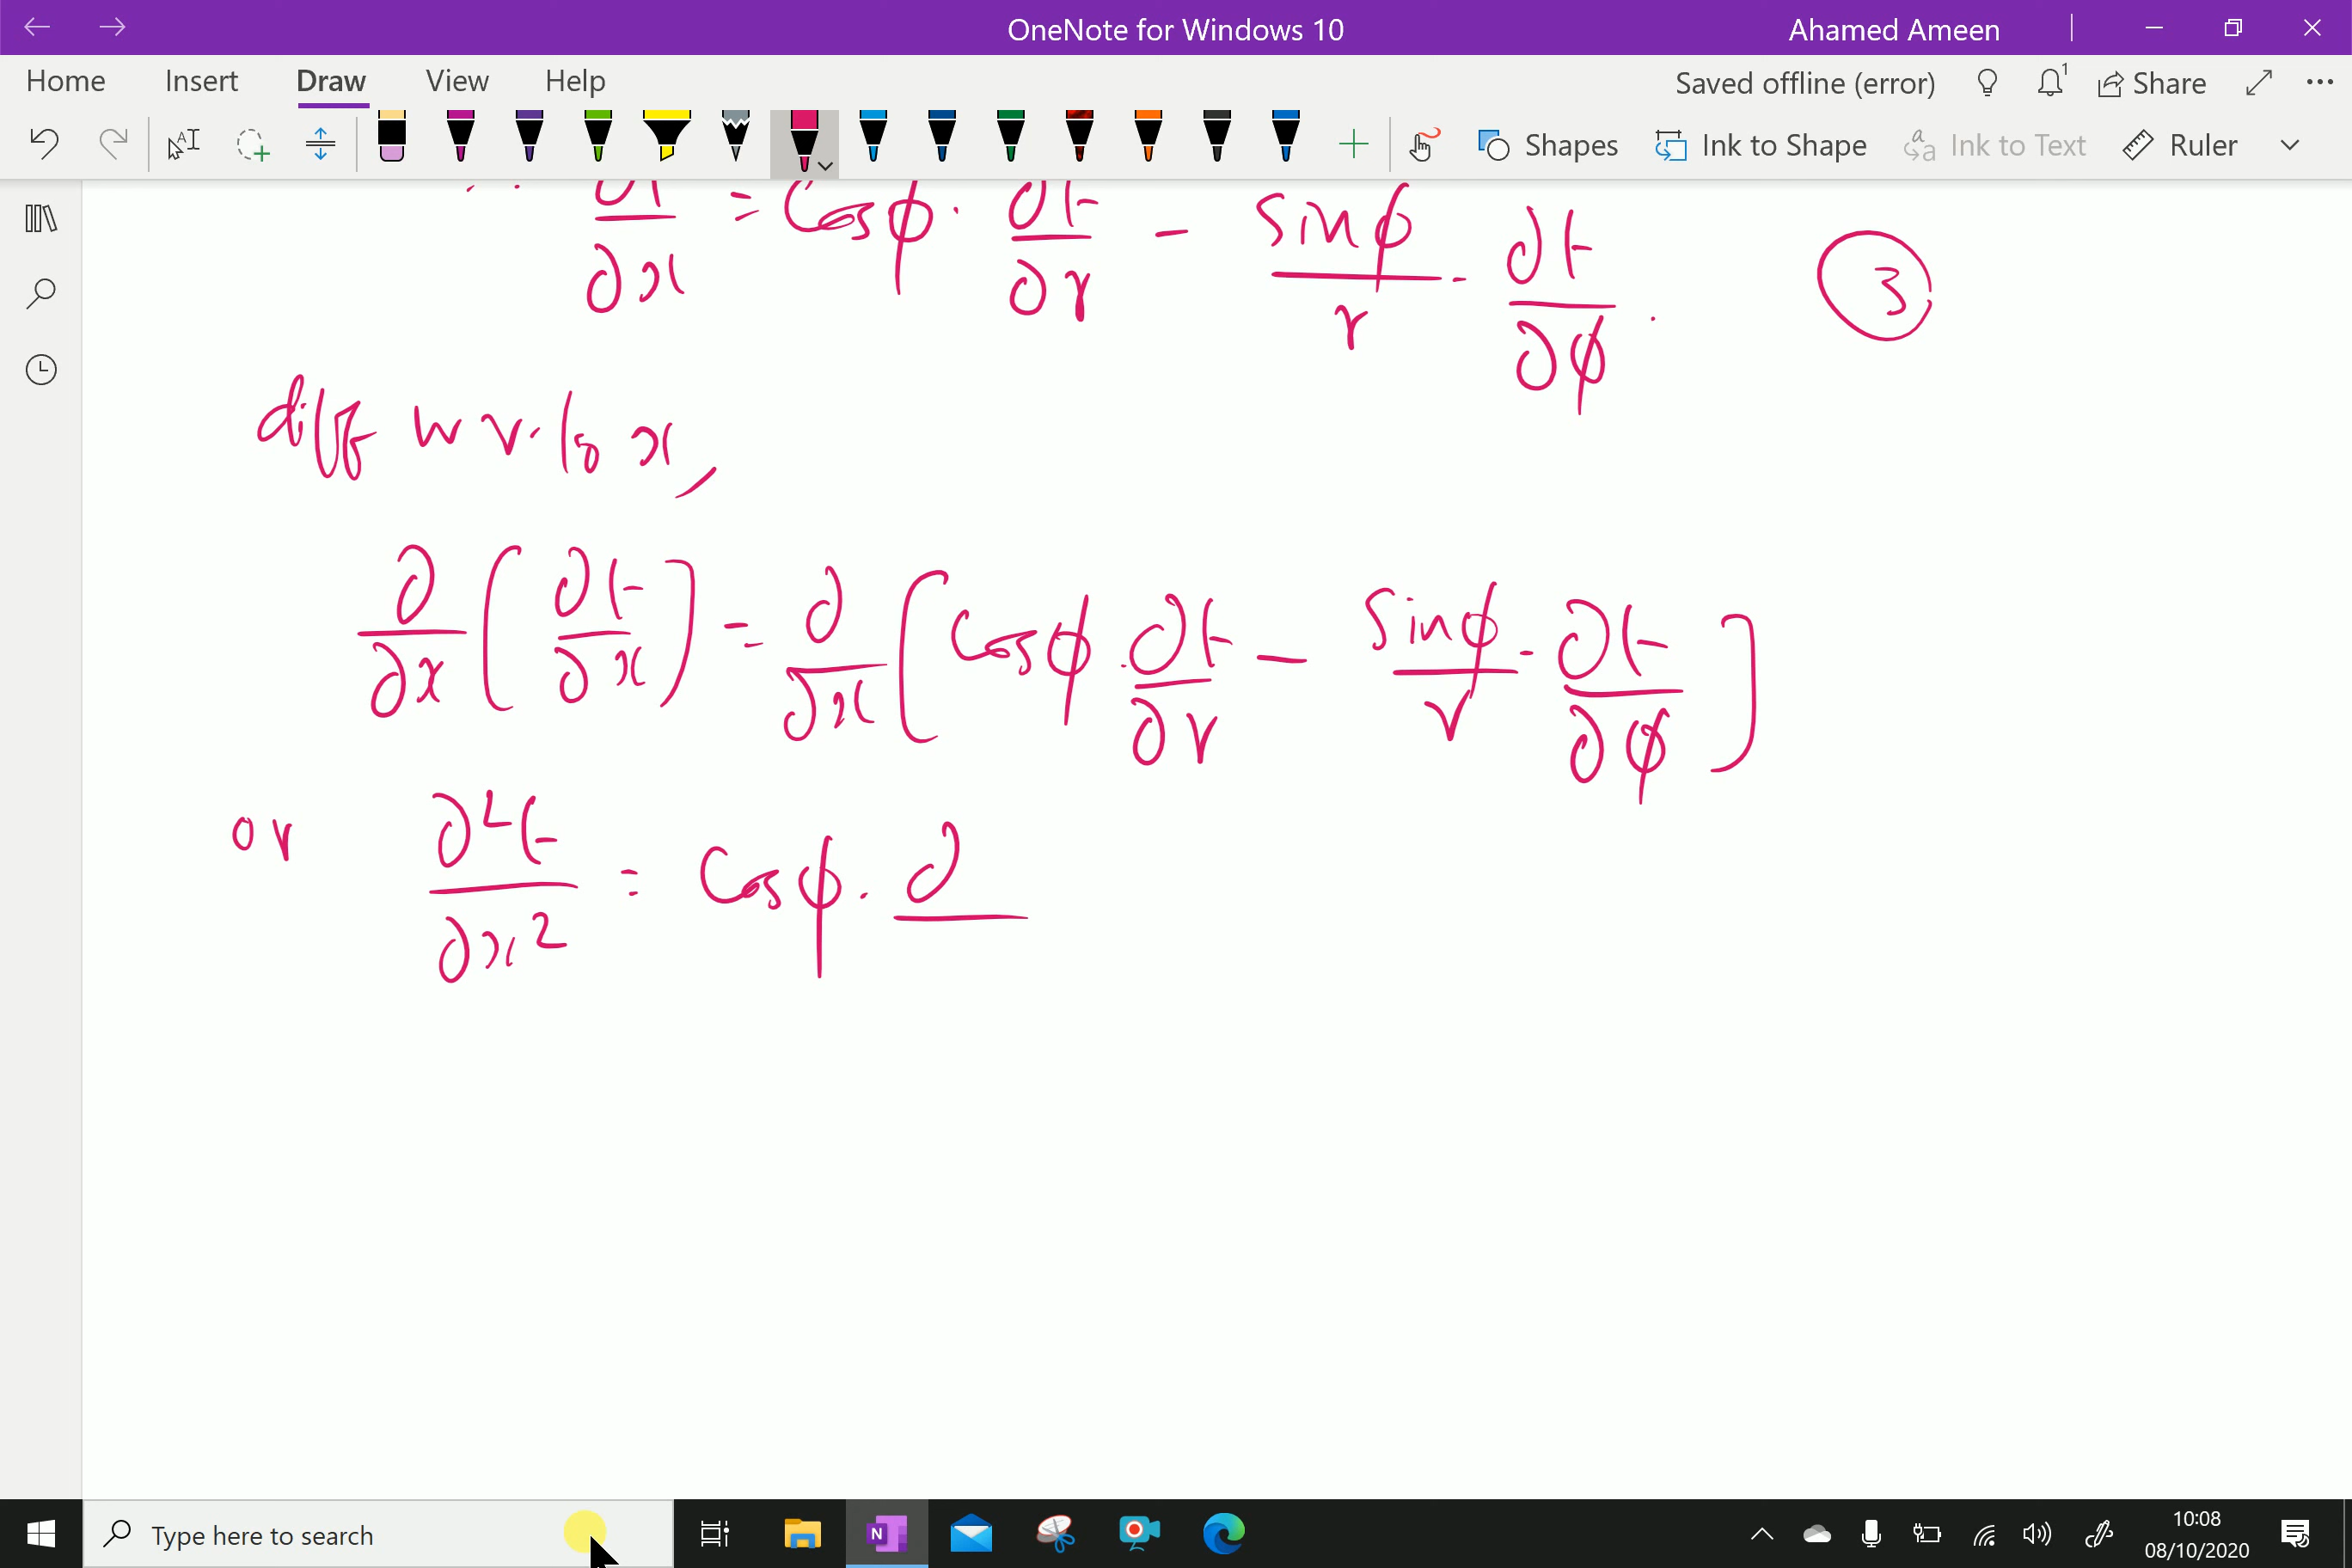 OneNote for Windows 10 Ahamed Ameen
Home Insert Draw View Help Saved offline (error) 1 Share
Shapes Ink to Shape Ink to Text Ruler
∴ ∂t/∂x = Cosφ · ∂t/∂r − Sinφ/r · ∂t/∂φ . 3
diff w r. to x,
∂/∂x (∂t/∂x) = ∂/∂x [Cosφ . ∂t/∂r − Sinφ/r · ∂t/∂φ]
or ∂²t/∂x² = Cosφ . ∂
Type here to search 10:08
08/10/2020